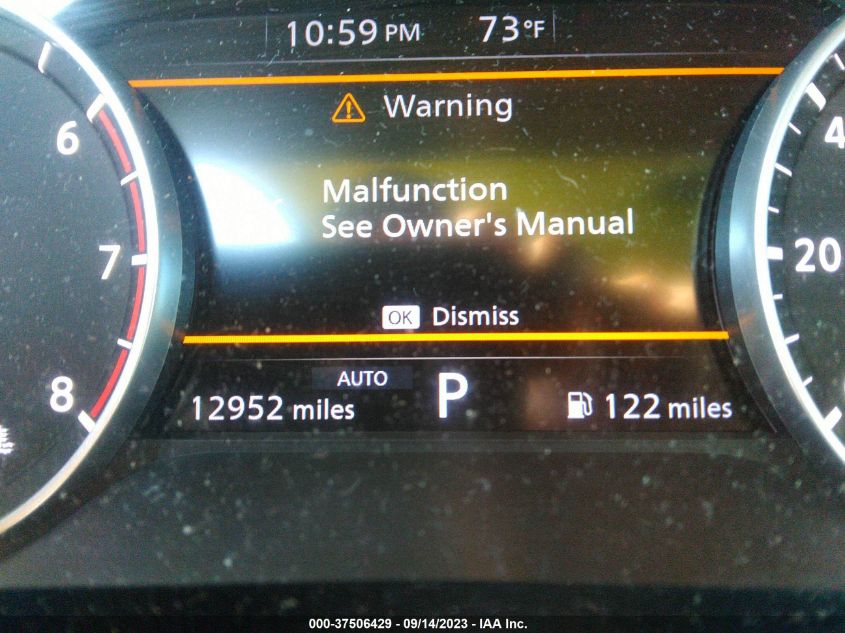 10:59 PM 73°F
Warning
6
4
Malfunction
See Owner's Manual
7
20
OK Dismiss
AUTO
8
12952 miles P 122 miles
000-37506429 - 09/14/2023 - IAA Inc.